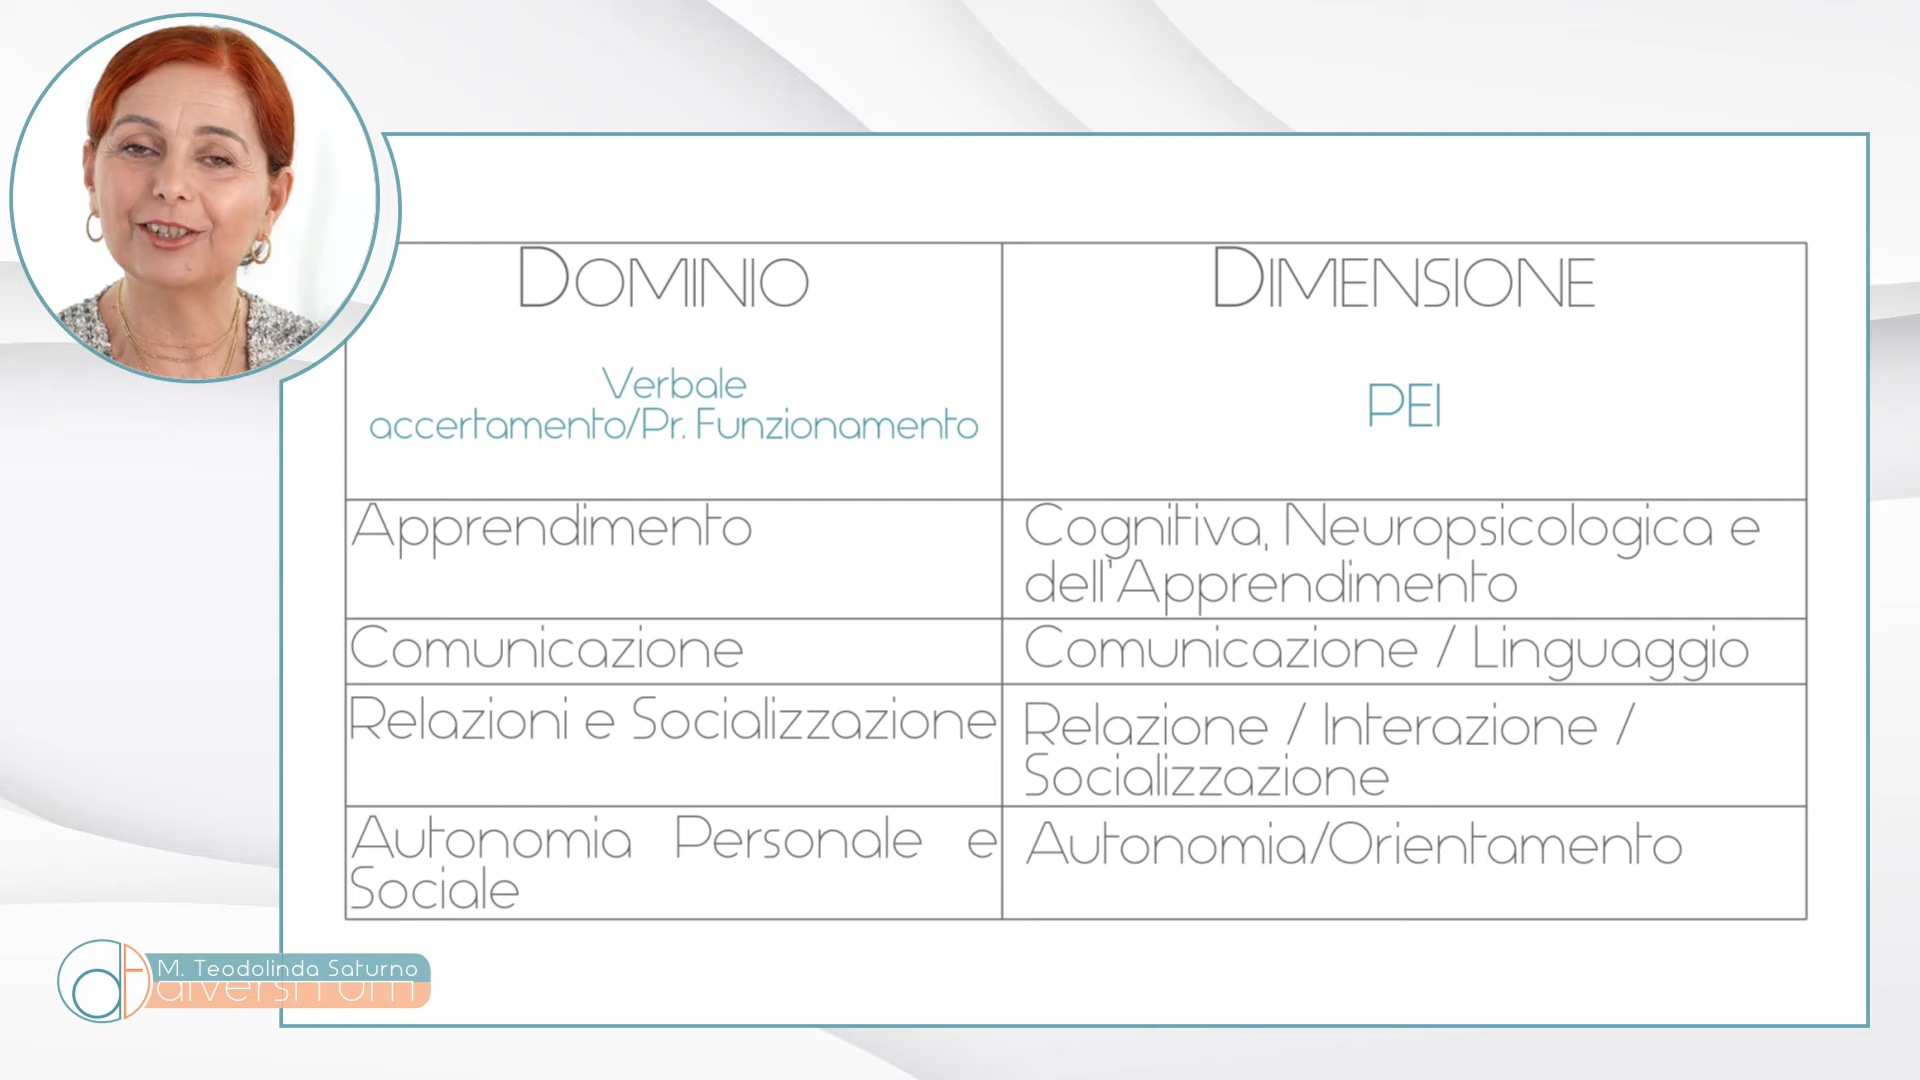 DOMINIO
Verbale
accertamento/Pr. Funzionamento
DIMENSIONE
PEI
Apprendimento
Cognitiva, Neuropsicologica e
dell'Apprendimento
Comunicazione
Comunicazione / Linguaggio
Relazioni e Socializzazione
Relazione / Interazione /
Socializzazione
Autonomia Personale e
Sociale
Autonomia/Orientamento
M. Teodolinda Saturno